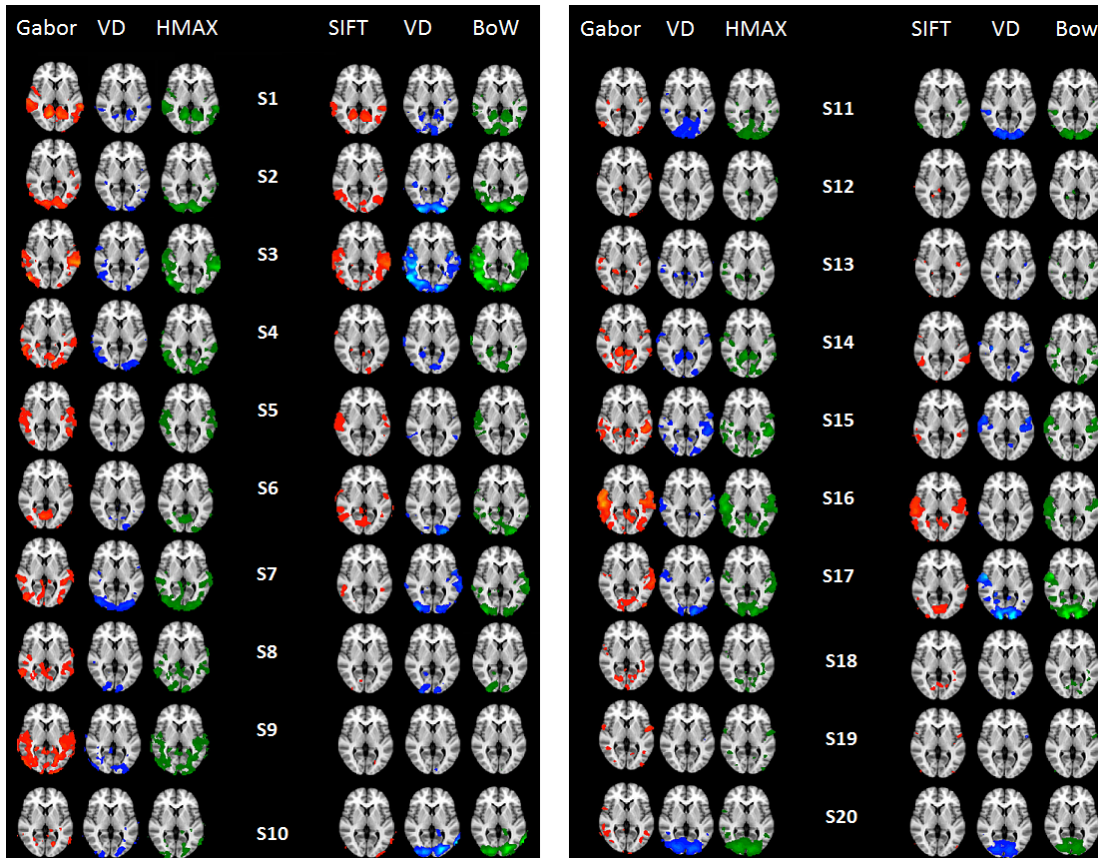 Gabor VD HMAX SIFT VD BoW
S1
S2
S3
S4
S5
S6
S7
S8
S9
S10
Gabor VD HMAX SIFT VD Bow
S11
S12
S13
S14
S15
S16
S17
S18
S19
S20